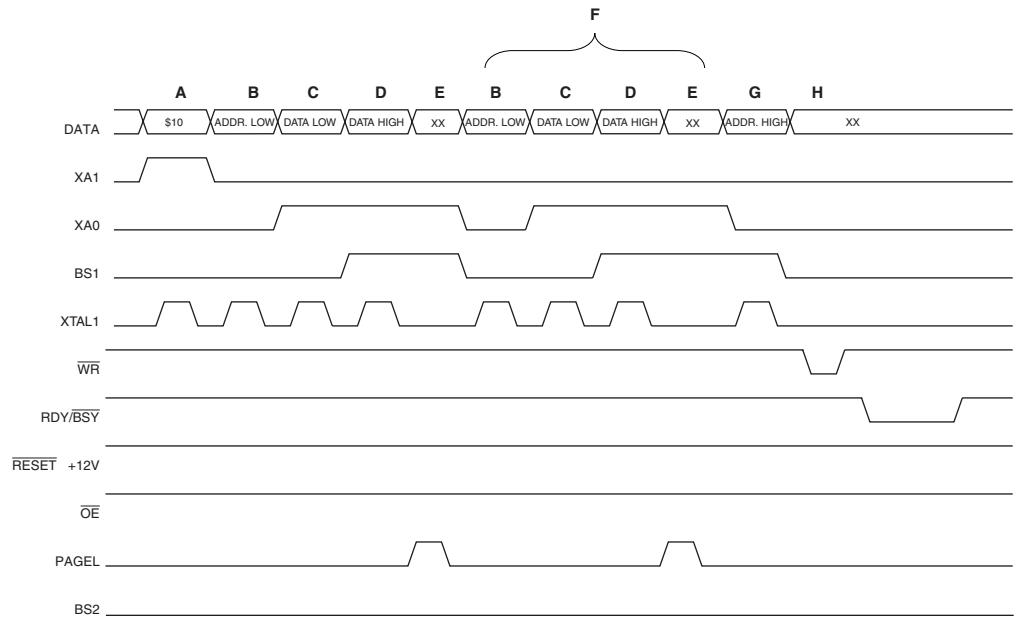 F
A B C D E B C D E G H
DATA $10 ADDR. LOW DATA LOW DATA HIGH XX ADDR. LOW DATA LOW DATA HIGH XX ADDR. HIGH XX
XA1
XA0
BS1
XTAL1
WR
RDY/BSY
RESET +12V
OE
PAGEL
BS2